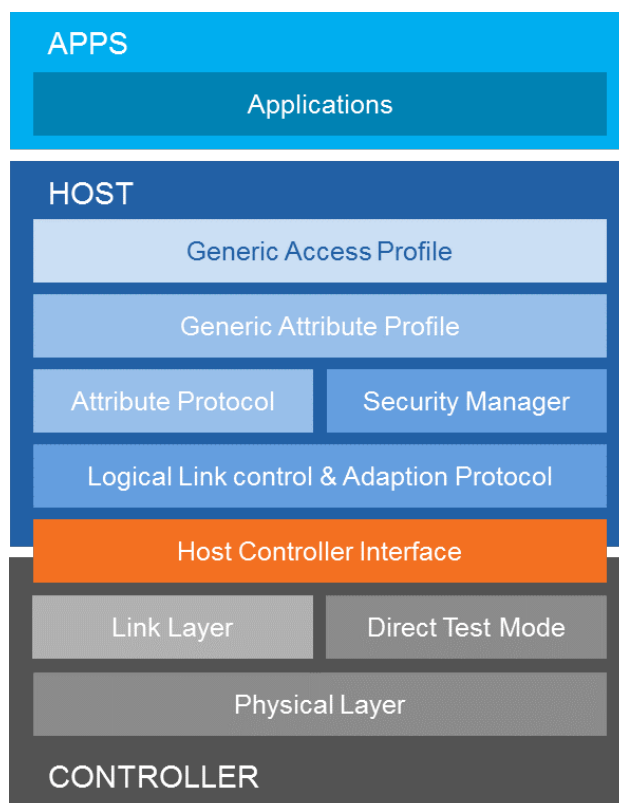 APPS
Applications
HOST
Generic Access Profile
Generic Attribute Profile
Attribute Protocol
Security Manager
Logical Link control & Adaption Protocol
Host Controller Interface
Link Layer
Direct Test Mode
Physical Layer
CONTROLLER